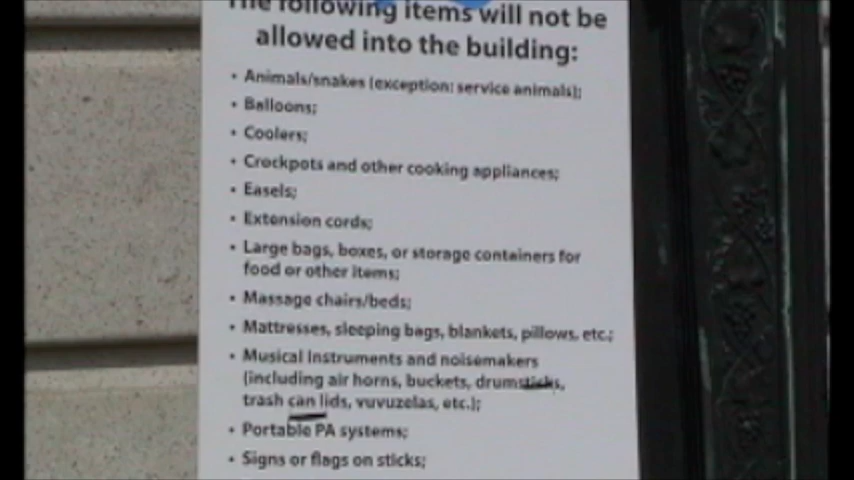 The following items will not be
allowed into the building:
• Animals/snakes (exception: service animals);
• Balloons;
• Coolers;
• Crockpots and other cooking appliances;
• Easels;
• Extension cords;
• Large bags, boxes, or storage containers for
food or other items;
• Massage chairs/beds;
• Mattresses, sleeping bags, blankets, pillows, etc.;
• Musical Instruments and noisemakers
(including air horns, buckets, drumsticks,
trash can lids, vuvuzelas, etc.);
• Portable PA systems;
• Signs or flags on sticks;